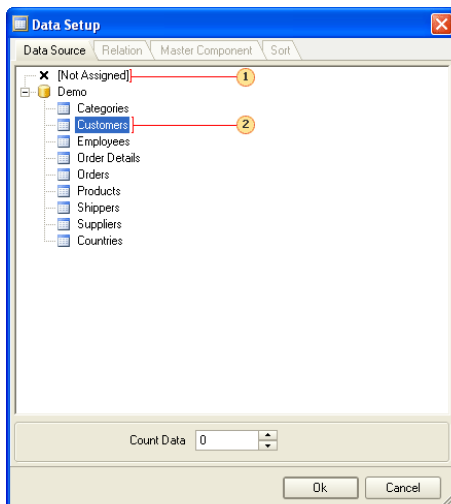 Data Setup
Data Source Relation Master Component Sort
[Not Assigned] 1
Demo
Categories
Customers 2
Employees
Order Details
Orders
Products
Shippers
Suppliers
Countries
Count Data 0
Ok Cancel